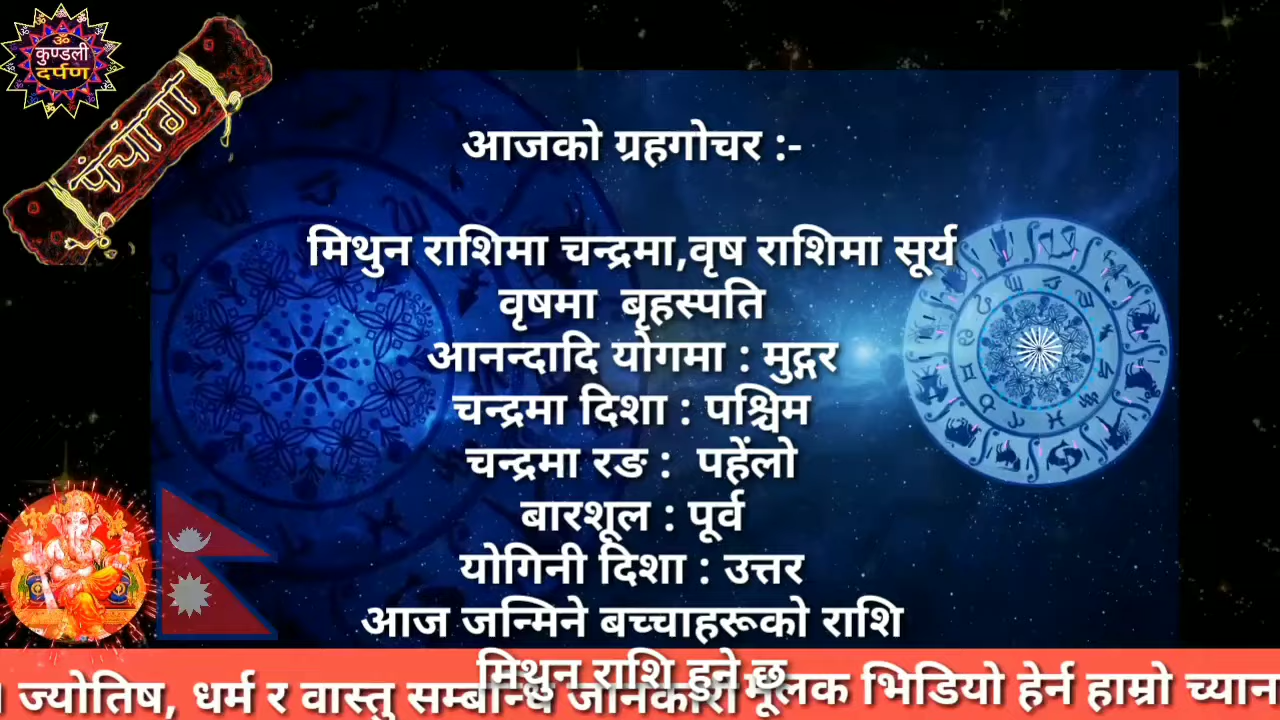 ॐ
कुण्डली
दर्पण
पंचांग
आजको ग्रहगोचर :-
मिथुन राशिमा चन्द्रमा,वृष राशिमा सूर्य
वृषमा बृहस्पति
आनन्दादि योगमा : मुद्गर
चन्द्रमा दिशा : पश्चिम
चन्द्रमा रङ : पहेंलो
बारशूल : पूर्व
योगिनी दिशा : उत्तर
आज जन्मिने बच्चाहरूको राशि
मिथुन राशि हुने छ
। ज्योतिष, धर्म र वास्तु सम्बन्धि जानकारी मूलक भिडियो हेर्न हाम्रो च्यान